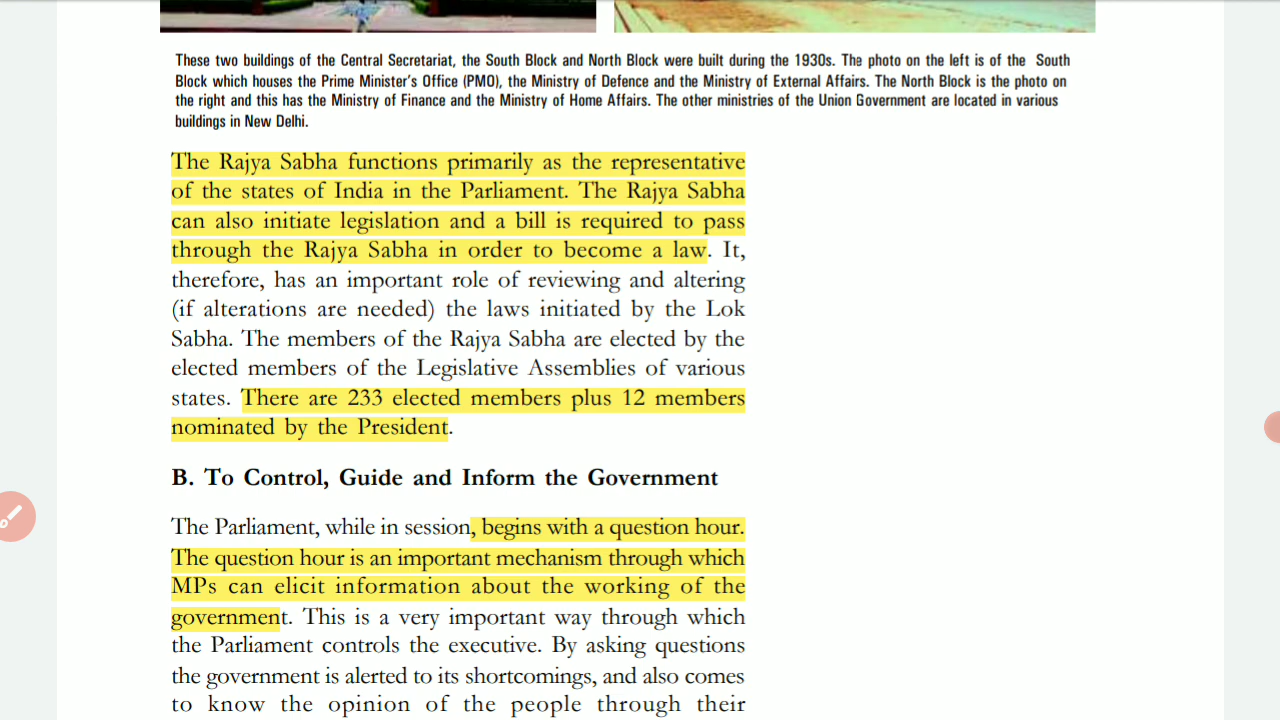 These two buildings of the Central Secretariat, the South Block and North Block were built during the 1930s. The photo on the left is of the South
Block which houses the Prime Minister's Office (PMO), the Ministry of Defence and the Ministry of External Affairs. The North Block is the photo on
the right and this has the Ministry of Finance and the Ministry of Home Affairs. The other ministries of the Union Government are located in various
buildings in New Delhi.
The Rajya Sabha functions primarily as the representative
of the states of India in the Parliament. The Rajya Sabha
can also initiate legislation and a bill is required to pass
through the Rajya Sabha in order to become a law. It,
therefore, has an important role of reviewing and altering
(if alterations are needed) the laws initiated by the Lok
Sabha. The members of the Rajya Sabha are elected by the
elected members of the Legislative Assemblies of various
states. There are 233 elected members plus 12 members
nominated by the President.
B. To Control, Guide and Inform the Government
The Parliament, while in session, begins with a question hour.
The question hour is an important mechanism through which
MPs can elicit information about the working of the
government. This is a very important way through which
the Parliament controls the executive. By asking questions
the government is alerted to its shortcomings, and also comes
to know the opinion of the people through their